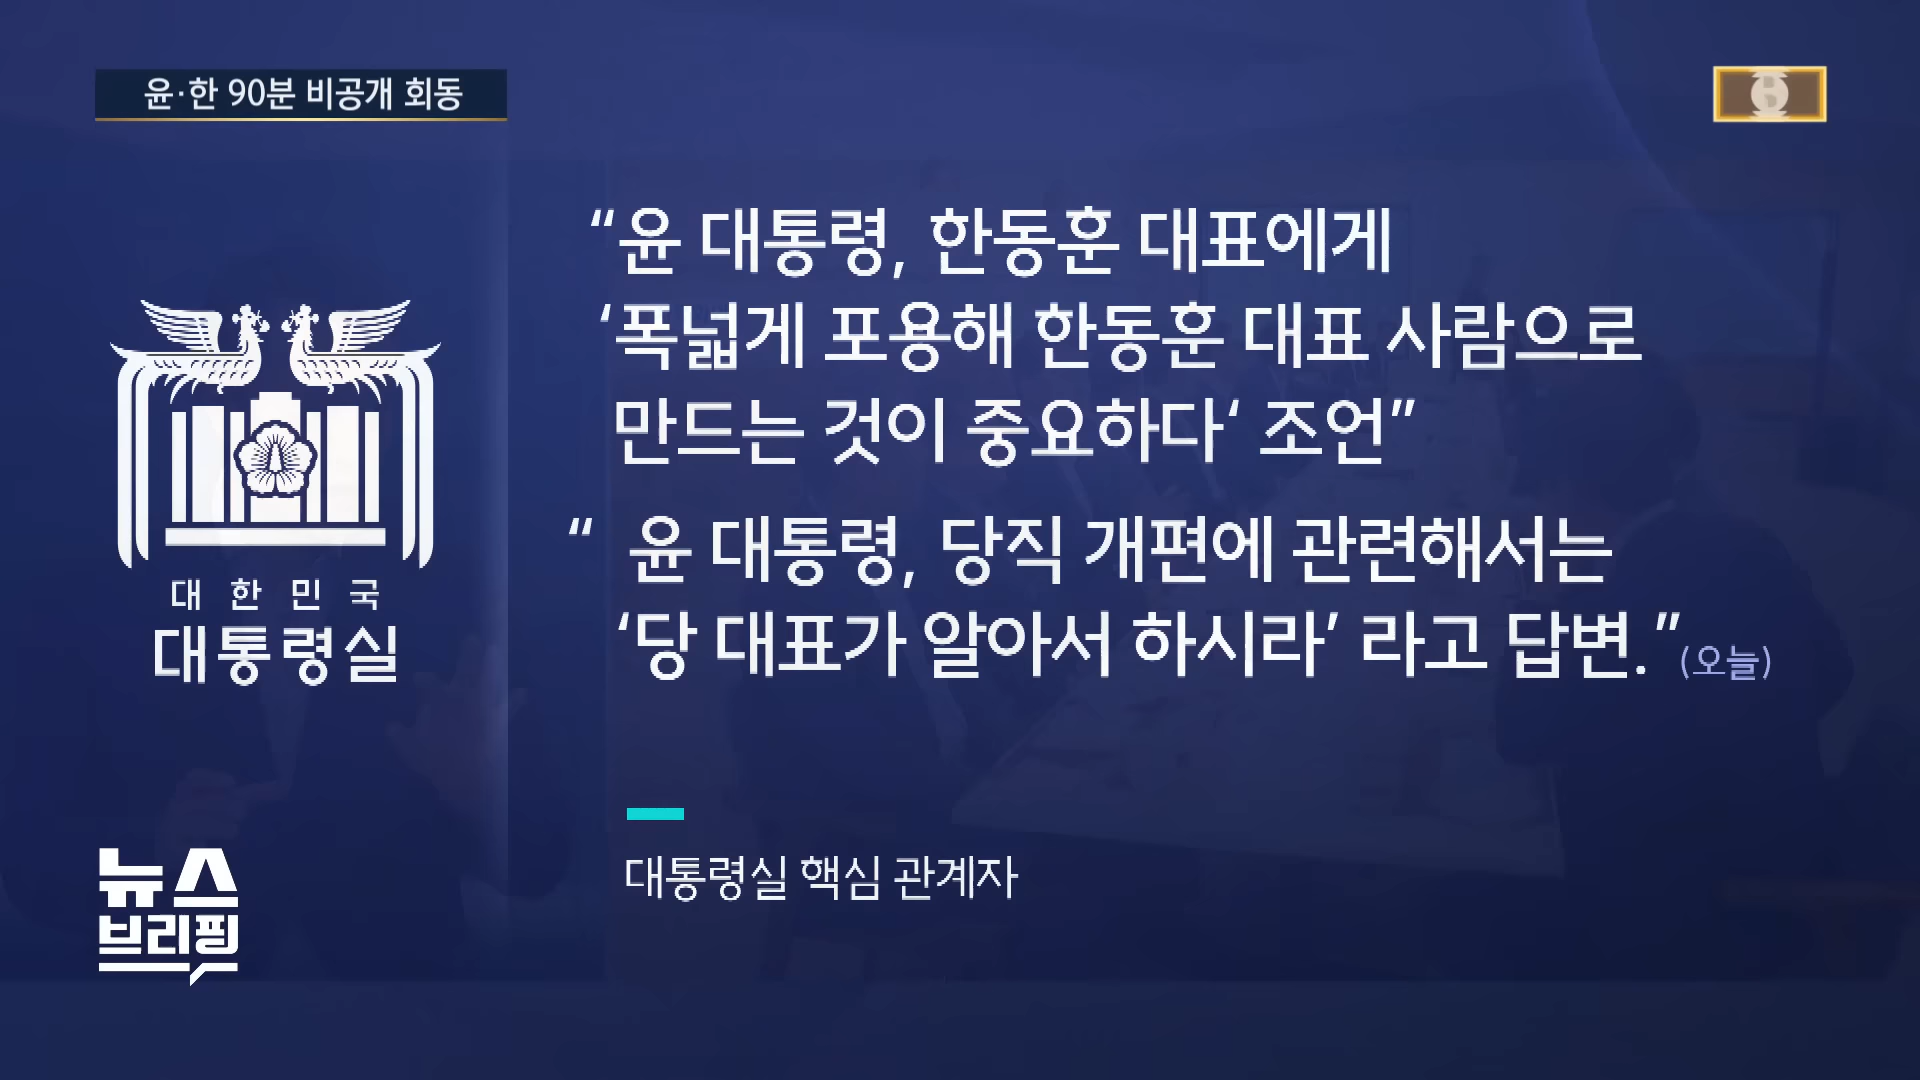 윤·한 90분 비공개 회동
“윤 대통령, 한동훈 대표에게
‘폭넓게 포용해 한동훈 대표 사람으로
만드는 것이 중요하다‘ 조언”
“ 윤 대통령, 당직 개편에 관련해서는
‘당 대표가 알아서 하시라’ 라고 답변.” (오늘)
대통령실 핵심 관계자
대한민국
대통령실
뉴스
브리핑